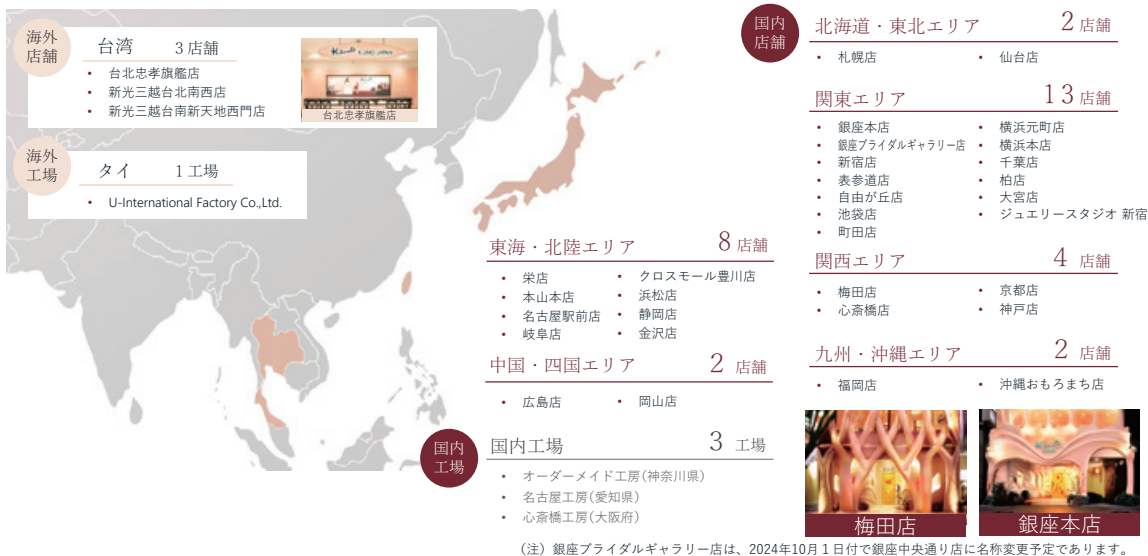 海外
店舗
台湾 3店舗
• 台北忠孝旗艦店
• 新光三越台北南西店
• 新光三越台南新天地西門店
台北忠孝旗艦店
海外
工場
タイ 1工場
• U-International Factory Co.,Ltd.
東海・北陸エリア 8店舗
• 栄店
• 本山本店
• 名古屋駅前店
• 岐阜店
• クロスモール豊川店
• 浜松店
• 静岡店
• 金沢店
中国・四国エリア 2店舗
• 広島店
• 岡山店
国内
工場
国内工場 3工場
• オーダーメイド工房(神奈川県)
• 名古屋工房(愛知県)
• 心斎橋工房(大阪府)
国内
店舗
北海道・東北エリア 2店舗
• 札幌店
• 仙台店
関東エリア 13店舗
• 銀座本店
• 銀座ブライダルギャラリー店
• 新宿店
• 表参道店
• 自由が丘店
• 池袋店
• 町田店
• 横浜元町店
• 横浜本店
• 千葉店
• 柏店
• 大宮店
• ジュエリースタジオ 新宿
関西エリア 4店舗
• 梅田店
• 心斎橋店
• 京都店
• 神戸店
九州・沖縄エリア 2店舗
• 福岡店
• 沖縄おもろまち店
梅田店
銀座本店
(注）銀座ブライダルギャラリー店は、2024年10月1日付で銀座中央通り店に名称変更予定であります。